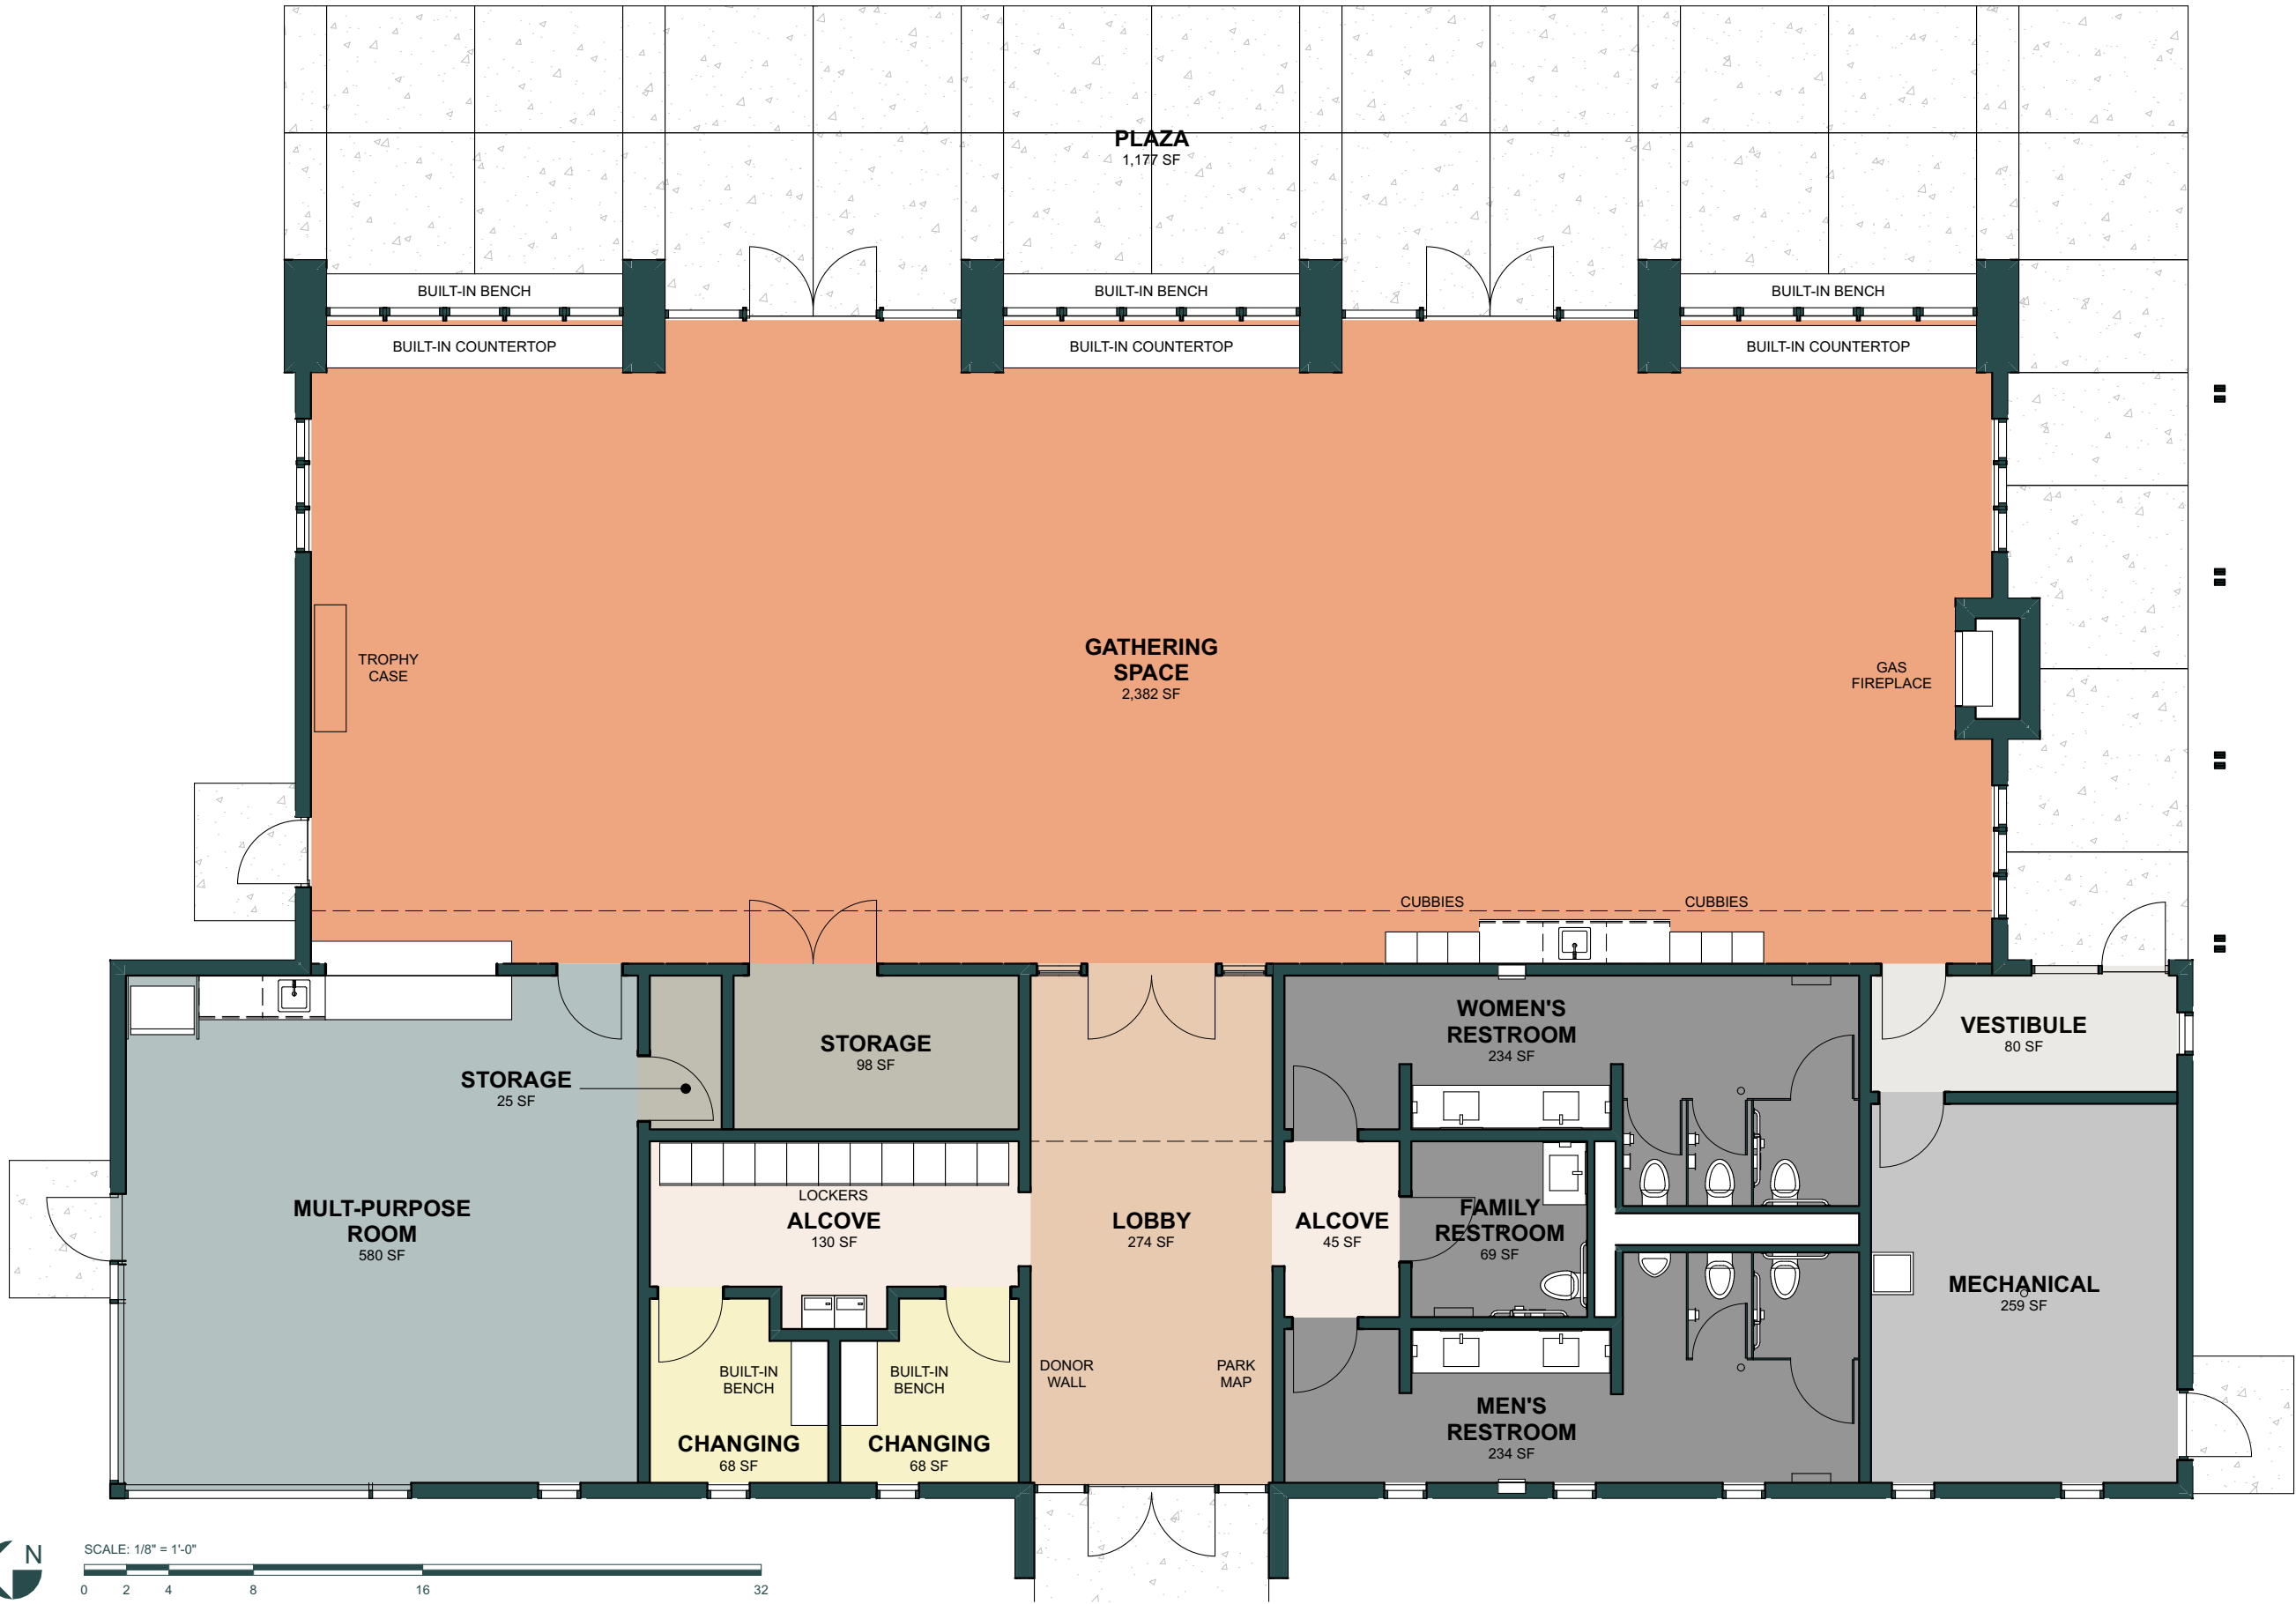 PLAZA
1,177 SF
BUILT-IN BENCH
BUILT-IN BENCH
BUILT-IN BENCH
BUILT-IN COUNTERTOP
BUILT-IN COUNTERTOP
BUILT-IN COUNTERTOP
TROPHY
CASE
GATHERING
SPACE
2,382 SF
GAS
FIREPLACE
CUBBIES
CUBBIES
STORAGE
25 SF
STORAGE
98 SF
WOMEN'S
RESTROOM
234 SF
VESTIBULE
80 SF
MULT-PURPOSE
ROOM
580 SF
LOCKERS
ALCOVE
130 SF
LOBBY
274 SF
ALCOVE
45 SF
FAMILY
RESTROOM
69 SF
MECHANICAL
259 SF
BUILT-IN
BENCH
BUILT-IN
BENCH
DONOR
WALL
PARK
MAP
CHANGING
68 SF
CHANGING
68 SF
MEN'S
RESTROOM
234 SF
N
SCALE: 1/8" = 1'-0"
0 2 4 8 16 32